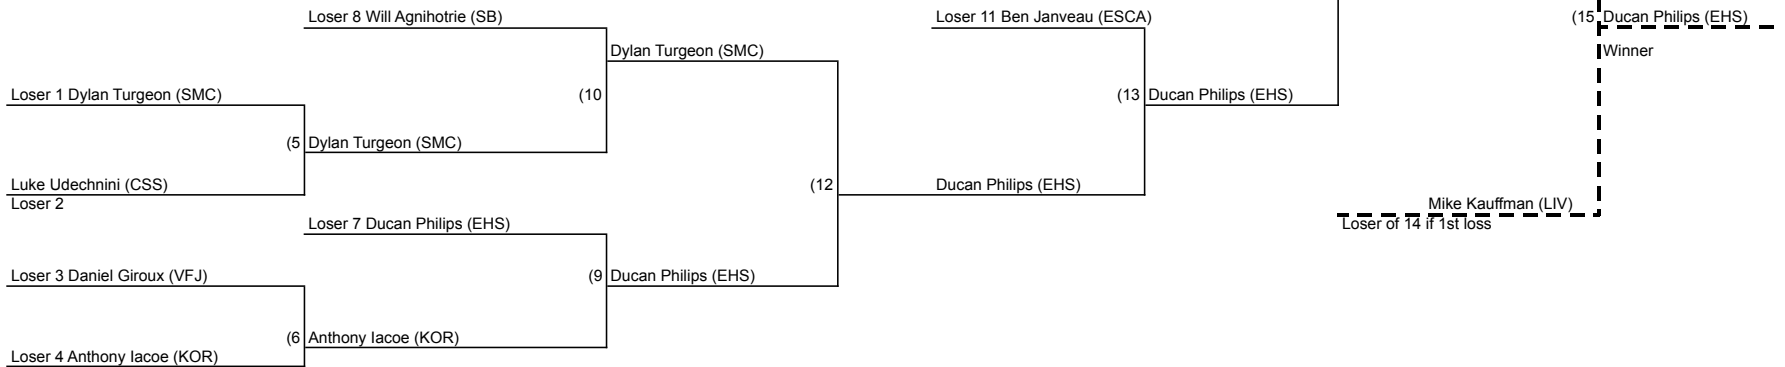 Loser 8 Will Agnihotrie (SB)
Loser 11 Ben Janveau (ESCA)
(15 Ducan Philips (EHS)
Dylan Turgeon (SMC)
Winner
Loser 1 Dylan Turgeon (SMC)
(10
(13 Ducan Philips (EHS)
(5 Dylan Turgeon (SMC)
Luke Udechnini (CSS)
(12
Ducan Philips (EHS)
Loser 2
Mike Kauffman (LIV)
Loser 7 Ducan Philips (EHS)
Loser of 14 if 1st loss
Loser 3 Daniel Giroux (VFJ)
(9 Ducan Philips (EHS)
(6 Anthony Iacoe (KOR)
Loser 4 Anthony Iacoe (KOR)